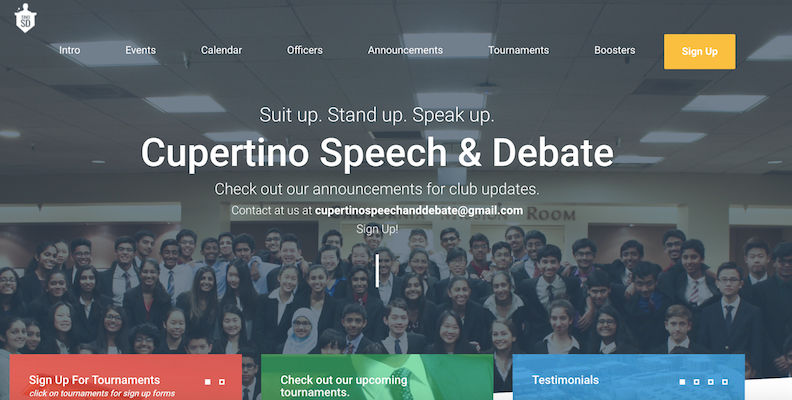 SD
Intro
Events
Calendar
Officers
Announcements
Tournaments
Boosters
Sign Up
Suit up. Stand up. Speak up.
Cupertino Speech & Debate
Check out our announcements for club updates.
Contact at us at cupertinospeechanddebate@gmail.com
Sign Up!
ROOM
Sign Up For Tournaments
click on tournaments for sign up forms
Check out our upcoming
tournaments.
Testimonials